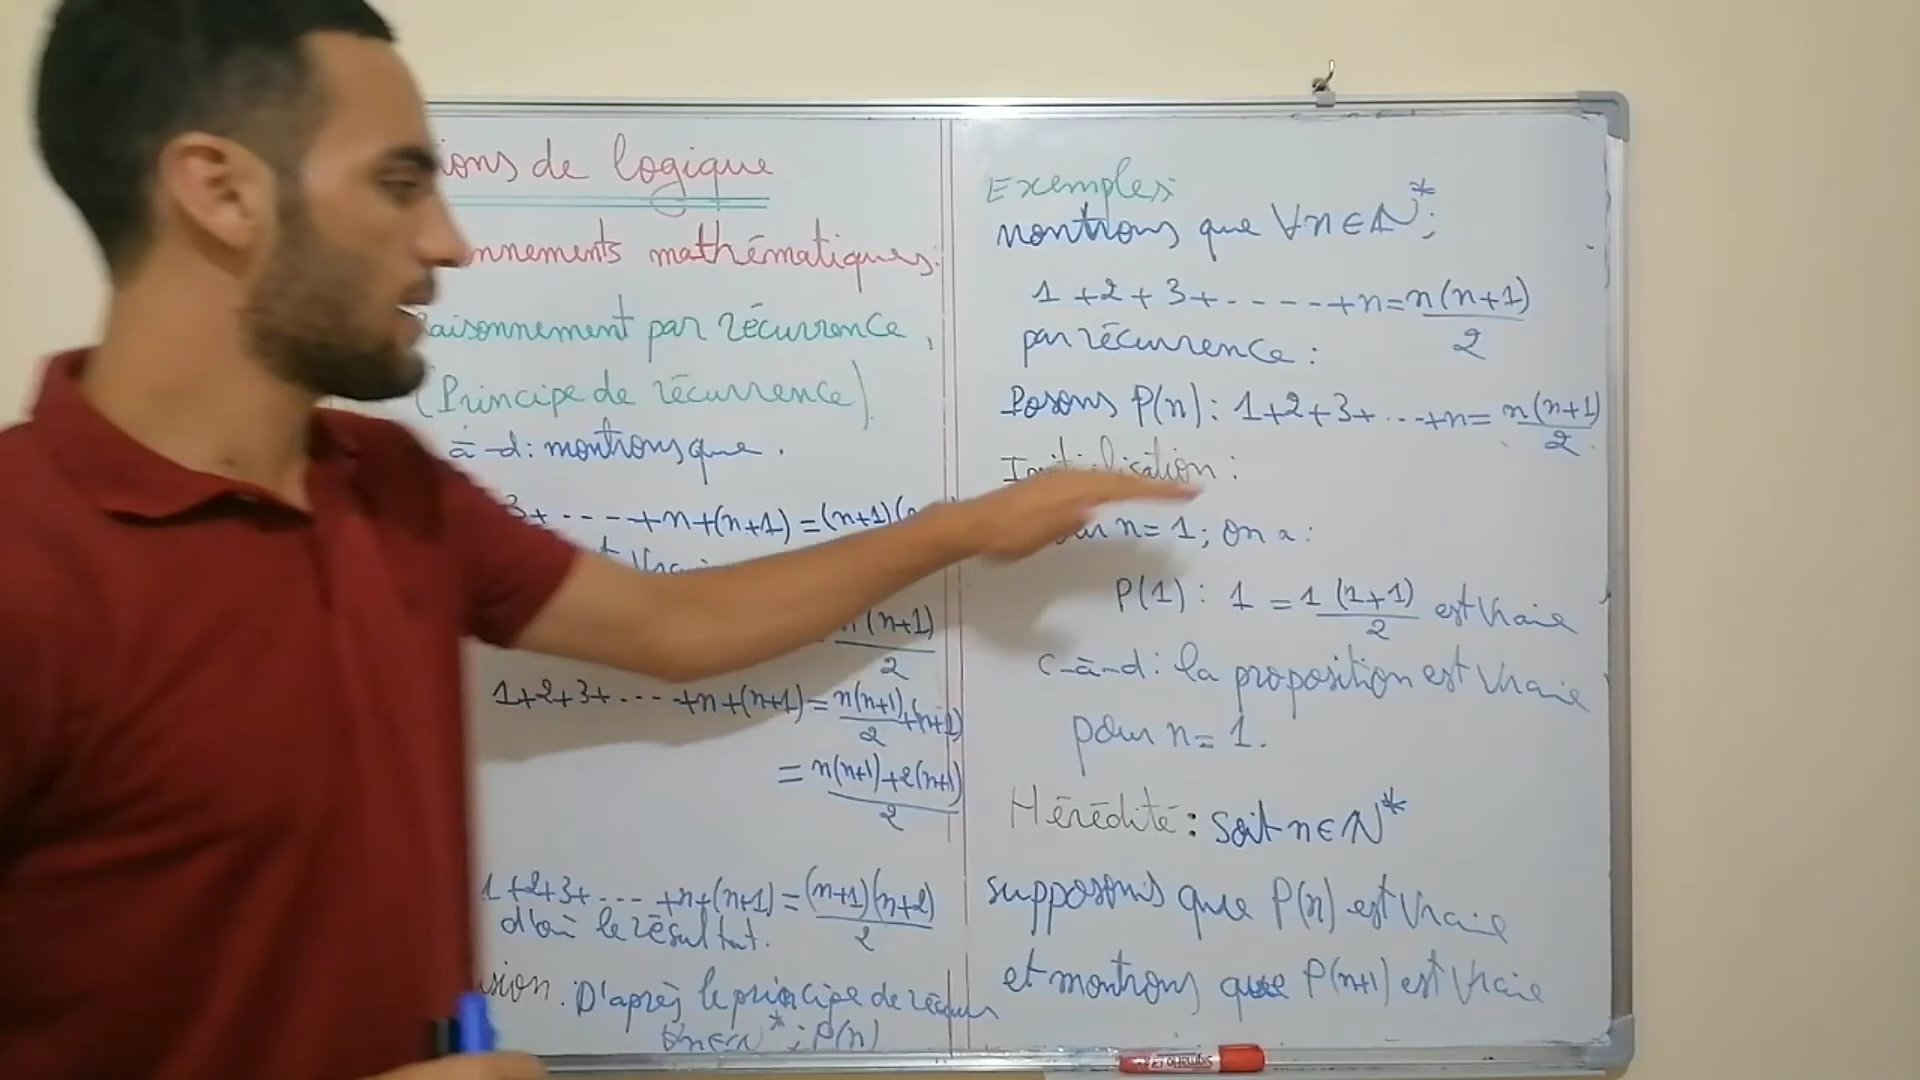 ions de logique
nnements mathématiques:
aisonnement par récurrence,
(Principe de récurrence).
à-d: montrons que.
3+ - - - - +n+(n+1)=(n+1)(
n(n+1)
2
1+2+3+ - - - +n+(n+1)= n(n+1)/2 +(n+1)
= n(n+1)+2(n+1)/2
1+2+3+ - - - +n+(n+1)= (n+1)(n+2)/2
d'où le résultat.
usion. D'après le principe de récur
∀n∈N*; P(n)
Exemples:
montrons que ∀n∈N*;
1+2+3+ - - - - - +n= n(n+1)/2
par récurrence:
Posons P(n): 1+2+3+ - - - +n= n(n+1)/2.
Initialisation:
n=1; on a:
P(1): 1 = 1(1+1)/2 est vraie
c-à-d: la proposition est vraie
pour n= 1.
Hérédité: soit n∈N*
supposons que P(n) est vraie
et montrons que P(n+1) est vraie